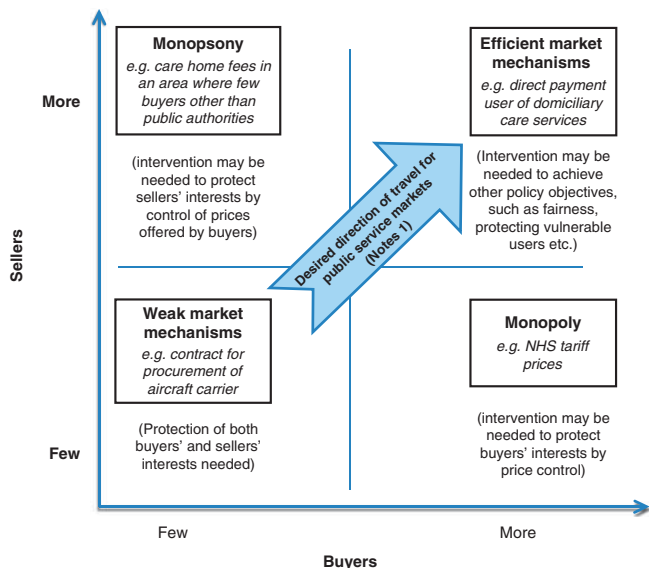 Monopsony
e.g. care home fees in
an area where few
buyers other than
public authorities
(intervention may be
needed to protect
sellers' interests by
control of prices
offered by buyers)
Efficient market
mechanisms
e.g. direct payment
user of domiciliary
care services
(Intervention may be
needed to achieve
other policy objectives,
such as fairness,
protecting vulnerable
users etc.)
Desired direction of travel for
public service markets
(Notes 1)
Weak market
mechanisms
e.g. contract for
procurement of
aircraft carrier
(Protection of both
buyers' and sellers'
interests needed)
Monopoly
e.g. NHS tariff
prices
(intervention may be
needed to protect
buyers' interests by
price control)
More
Sellers
Few
Few
More
Buyers